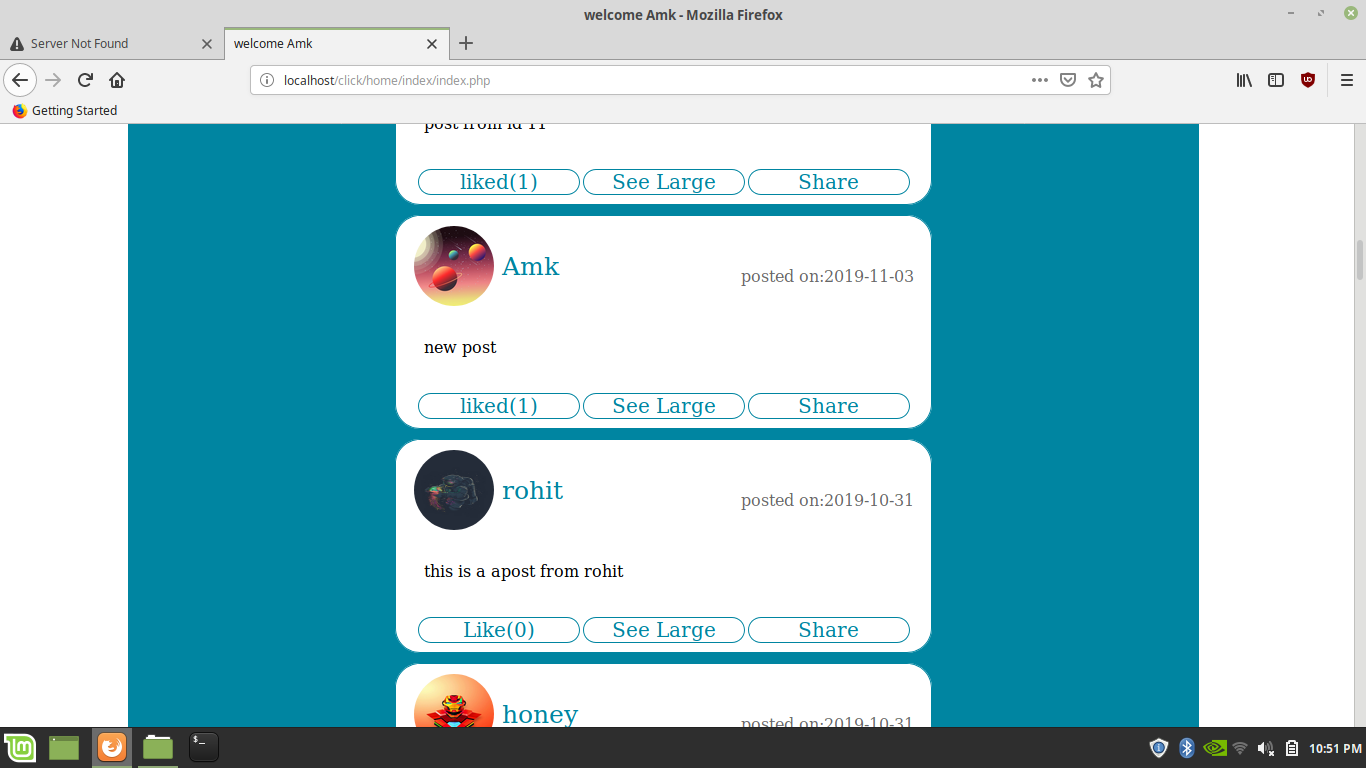 welcome Amk - Mozilla Firefox
Server Not Found
welcome Amk
localhost/click/home/index/index.php
Getting Started
post from id 11
liked(1) See Large Share
Amk
posted on:2019-11-03
new post
liked(1) See Large Share
rohit
posted on:2019-10-31
this is a apost from rohit
Like(0) See Large Share
honey
posted on:2019-10-31
10:51 PM